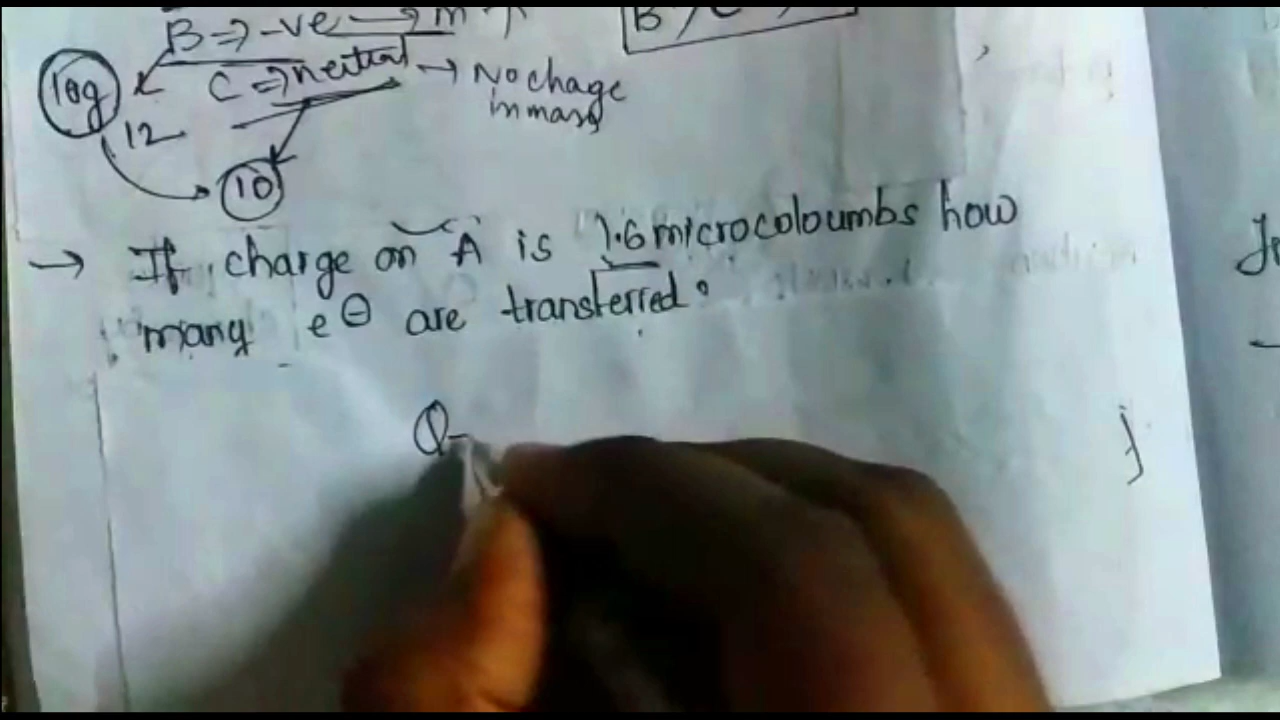 B ⇒ -ve → m
B > C >
10g
C ⇒ neutral → No chage
in mass
12
10
→ If charge on A is 1.6 microcoloumbs how
many e⊖ are transferred.
Q-